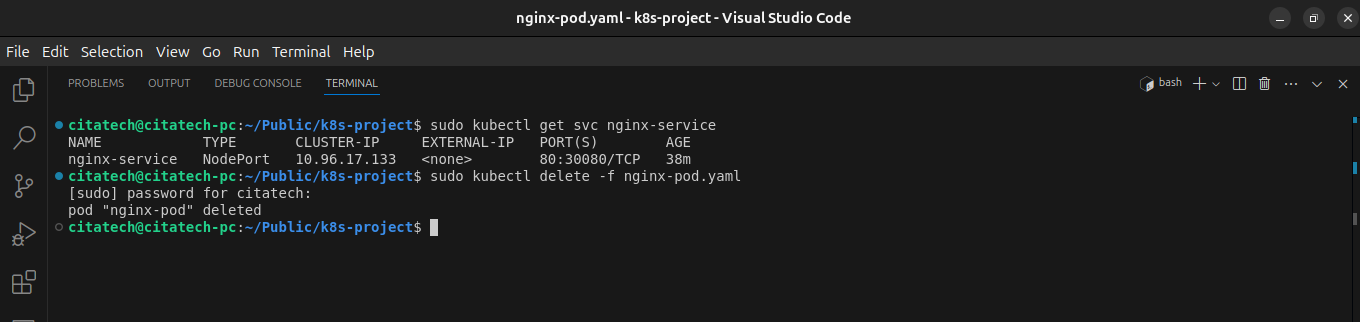 nginx-pod.yaml - k8s-project - Visual Studio Code
File Edit Selection View Go Run Terminal Help
PROBLEMS OUTPUT DEBUG CONSOLE TERMINAL bash
citatech@citatech-pc:~/Public/k8s-project$ sudo kubectl get svc nginx-service
NAME TYPE CLUSTER-IP EXTERNAL-IP PORT(S) AGE
nginx-service NodePort 10.96.17.133 <none> 80:30080/TCP 38m
citatech@citatech-pc:~/Public/k8s-project$ sudo kubectl delete -f nginx-pod.yaml
[sudo] password for citatech:
pod "nginx-pod" deleted
citatech@citatech-pc:~/Public/k8s-project$